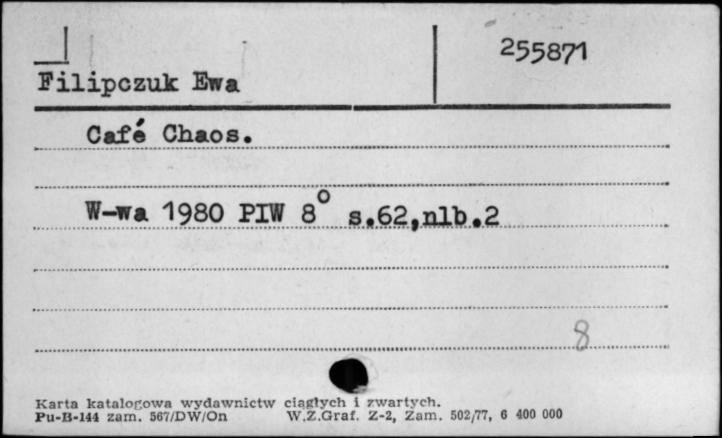 255871
Filipczuk Ewa
Café Chaos.
W-wa 1980 PIW 8° s.62,nlb.2
8
Karta katalogowa wydawnictw ciągłych i zwartych.
Pu-B-144 zam. 567/DW/On W.Z.Graf. Z-2, Zam. 502/77, 6 400 000